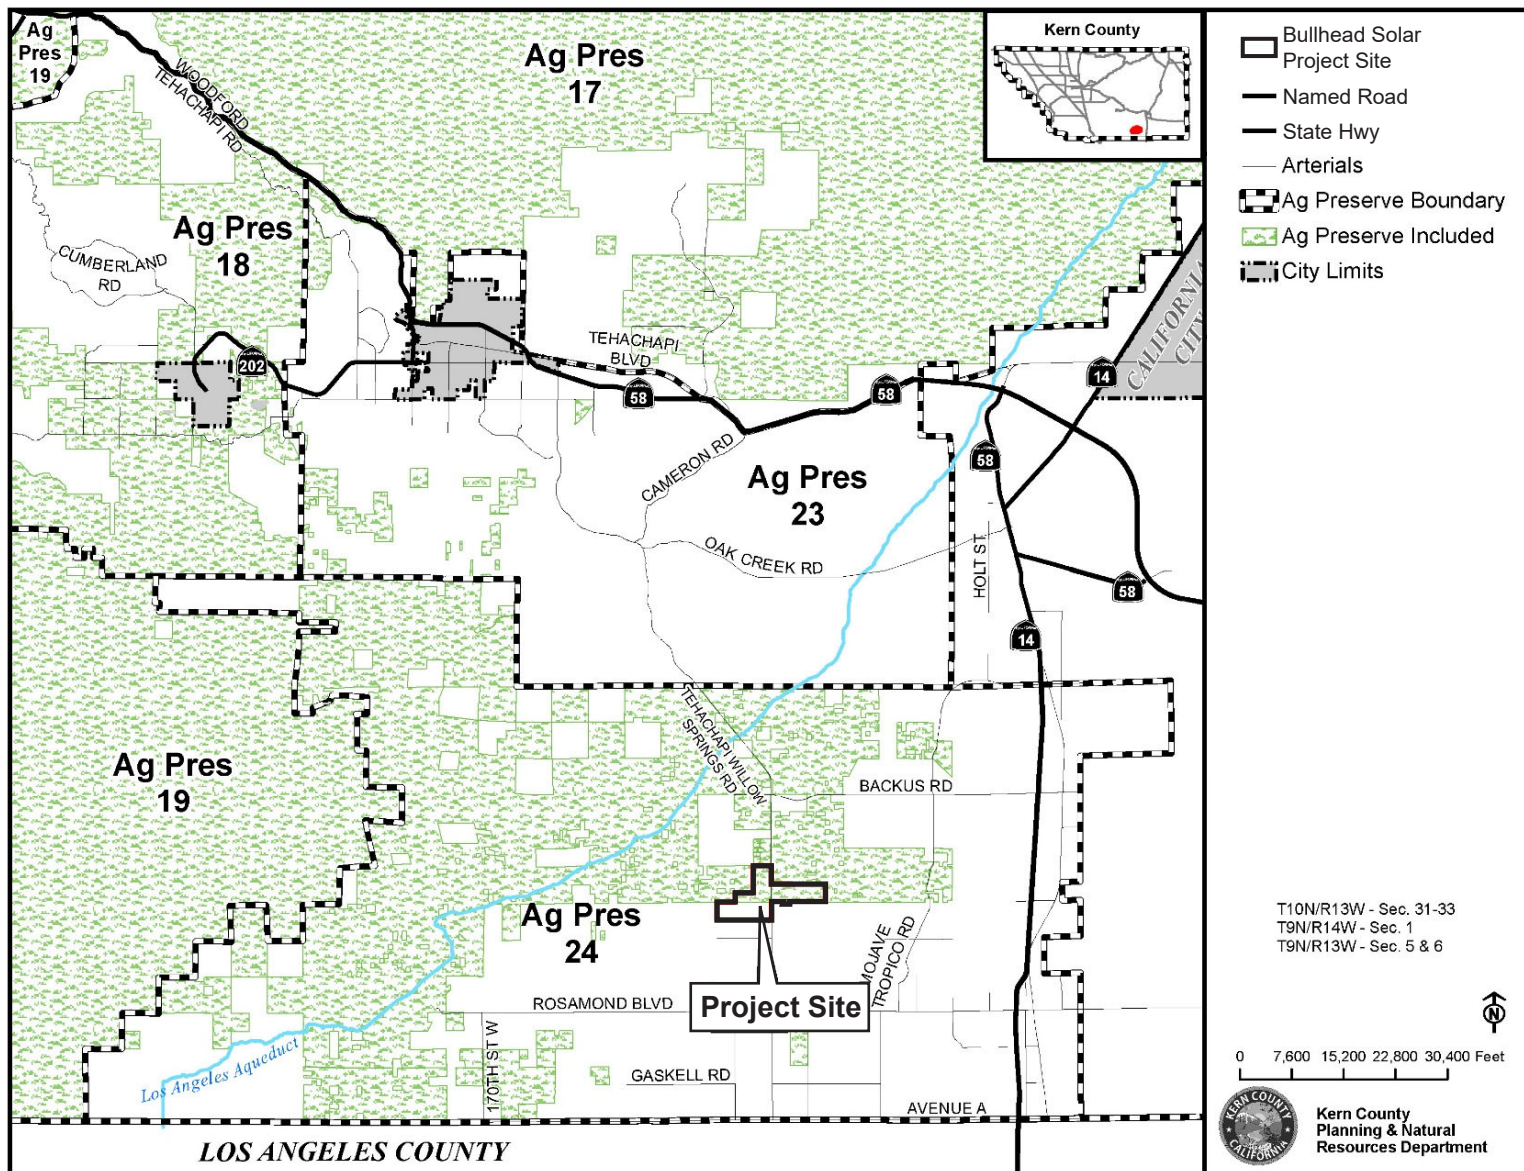 Ag
Pres
19
WOODFORD
TEHACHAPI RD
Ag Pres
17
Kern County
Ag Pres
18
CUMBERLAND
RD
202
TEHACHAPI
BLVD
58
58
14
CALIFORNIA
CITY
58
CAMERON RD
Ag Pres
23
OAK CREEK RD
HOLT ST
58
14
TEHACHAPI WILLOW
SPRINGS RD
Ag Pres
19
BACKUS RD
Ag Pres
24
MOJAVE
TROPICO RD
ROSAMOND BLVD
Project Site
Los Angeles Aqueduct
170TH ST W
GASKELL RD
AVENUE A
LOS ANGELES COUNTY
Bullhead Solar
Project Site
Named Road
State Hwy
Arterials
Ag Preserve Boundary
Ag Preserve Included
City Limits
T10N/R13W - Sec. 31-33
T9N/R14W - Sec. 1
T9N/R13W - Sec. 5 & 6
N
0 7,600 15,200 22,800 30,400 Feet
KERN COUNTY
CALIFORNIA
Kern County
Planning & Natural
Resources Department